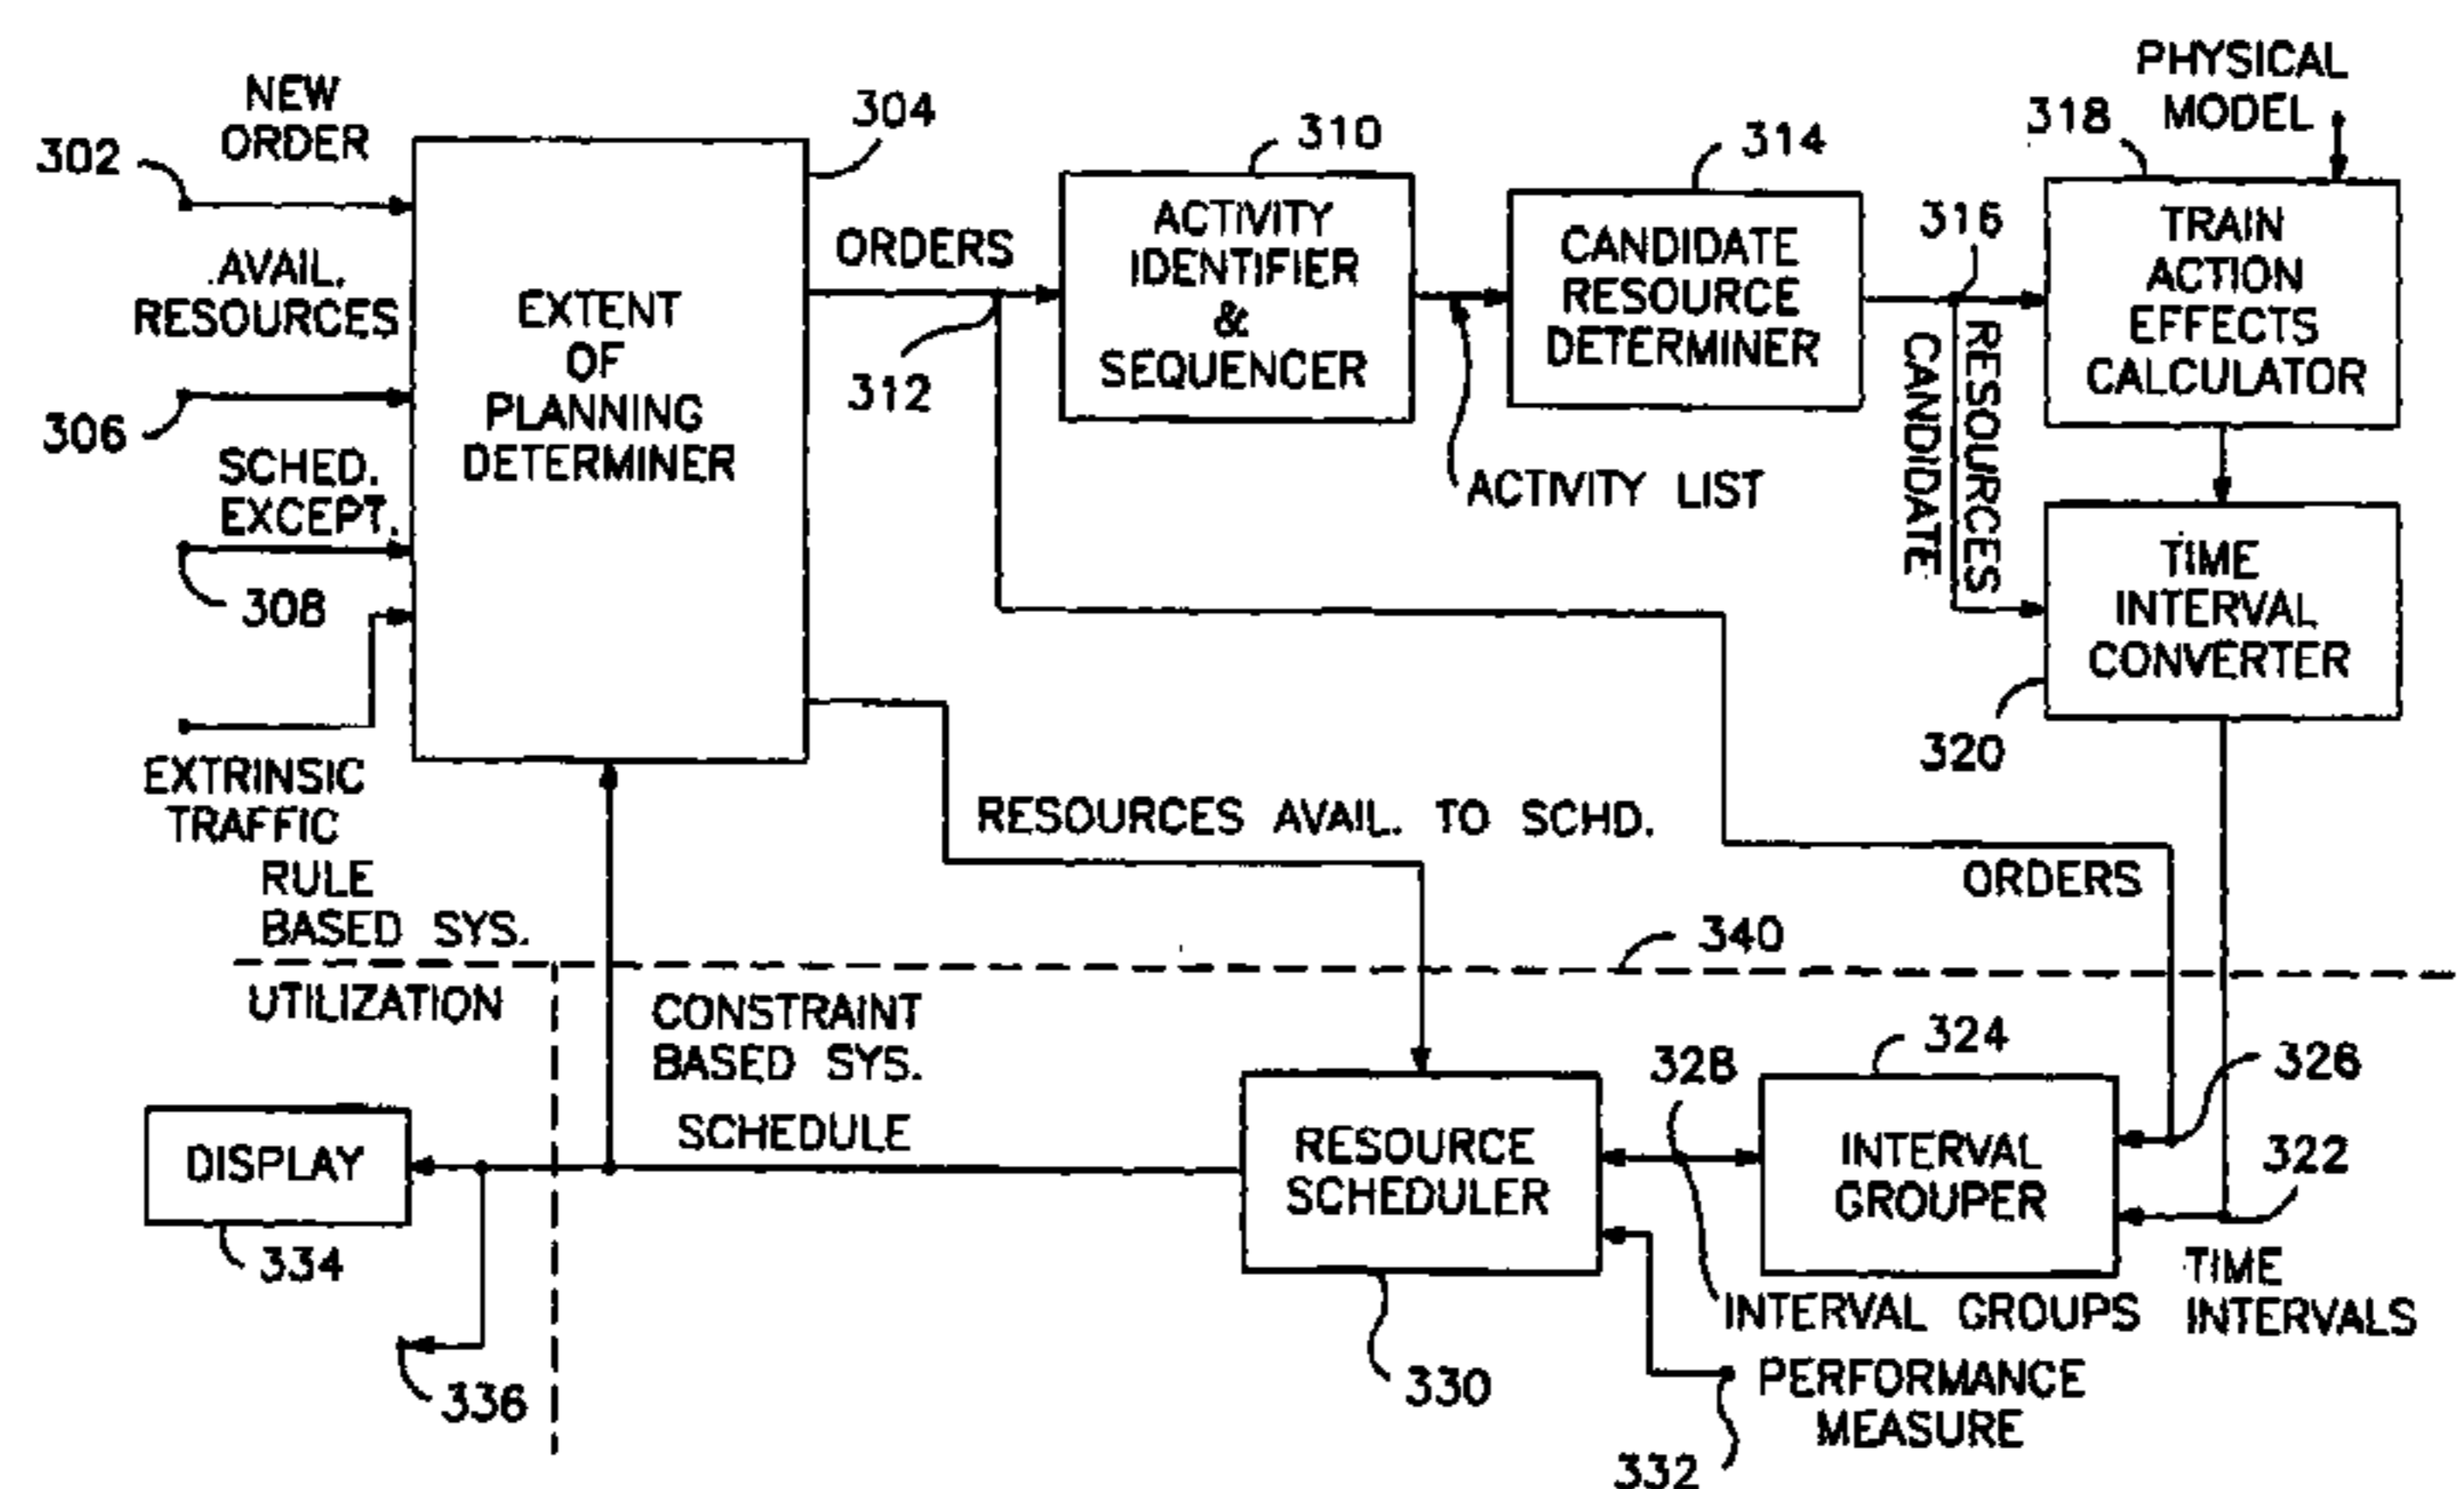 NEW
ORDER
302
.AVAIL.
RESOURCES
306
SCHED.
EXCEPT.
308
EXTRINSIC
TRAFFIC
EXTENT
OF
PLANNING
DETERMINER
304
ORDERS
312
310
ACTIVITY
IDENTIFIER
&
SEQUENCER
ACTIVITY LIST
314
CANDIDATE
RESOURCE
DETERMINER
316
CANDIDATE
RESOURCES
PHYSICAL
MODEL
318
TRAIN
ACTION
EFFECTS
CALCULATOR
TIME
INTERVAL
CONVERTER
320
RESOURCES AVAIL. TO SCHD.
ORDERS
RULE
BASED SYS.
340
UTILIZATION
CONSTRAINT
BASED SYS.
SCHEDULE
DISPLAY
334
336
RESOURCE
SCHEDULER
330
328
324
INTERVAL
GROUPER
326
322
TIME
INTERVALS
INTERVAL GROUPS
PERFORMANCE
MEASURE
332